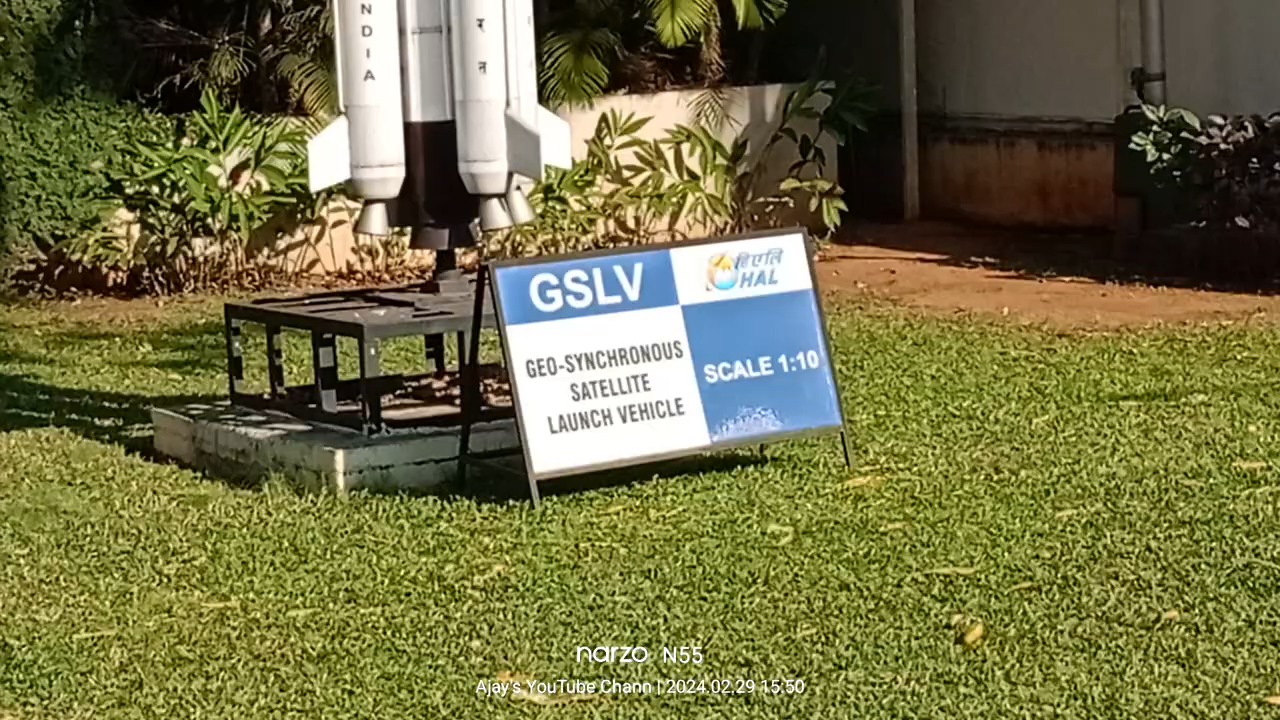 NDIA
र
त
GSLV
हिएएल
HAL
GEO-SYNCHRONOUS
SATELLITE
LAUNCH VEHICLE
SCALE 1:10
narzo N55
Ajay's YouTube Chann | 2024.02.29 15:50